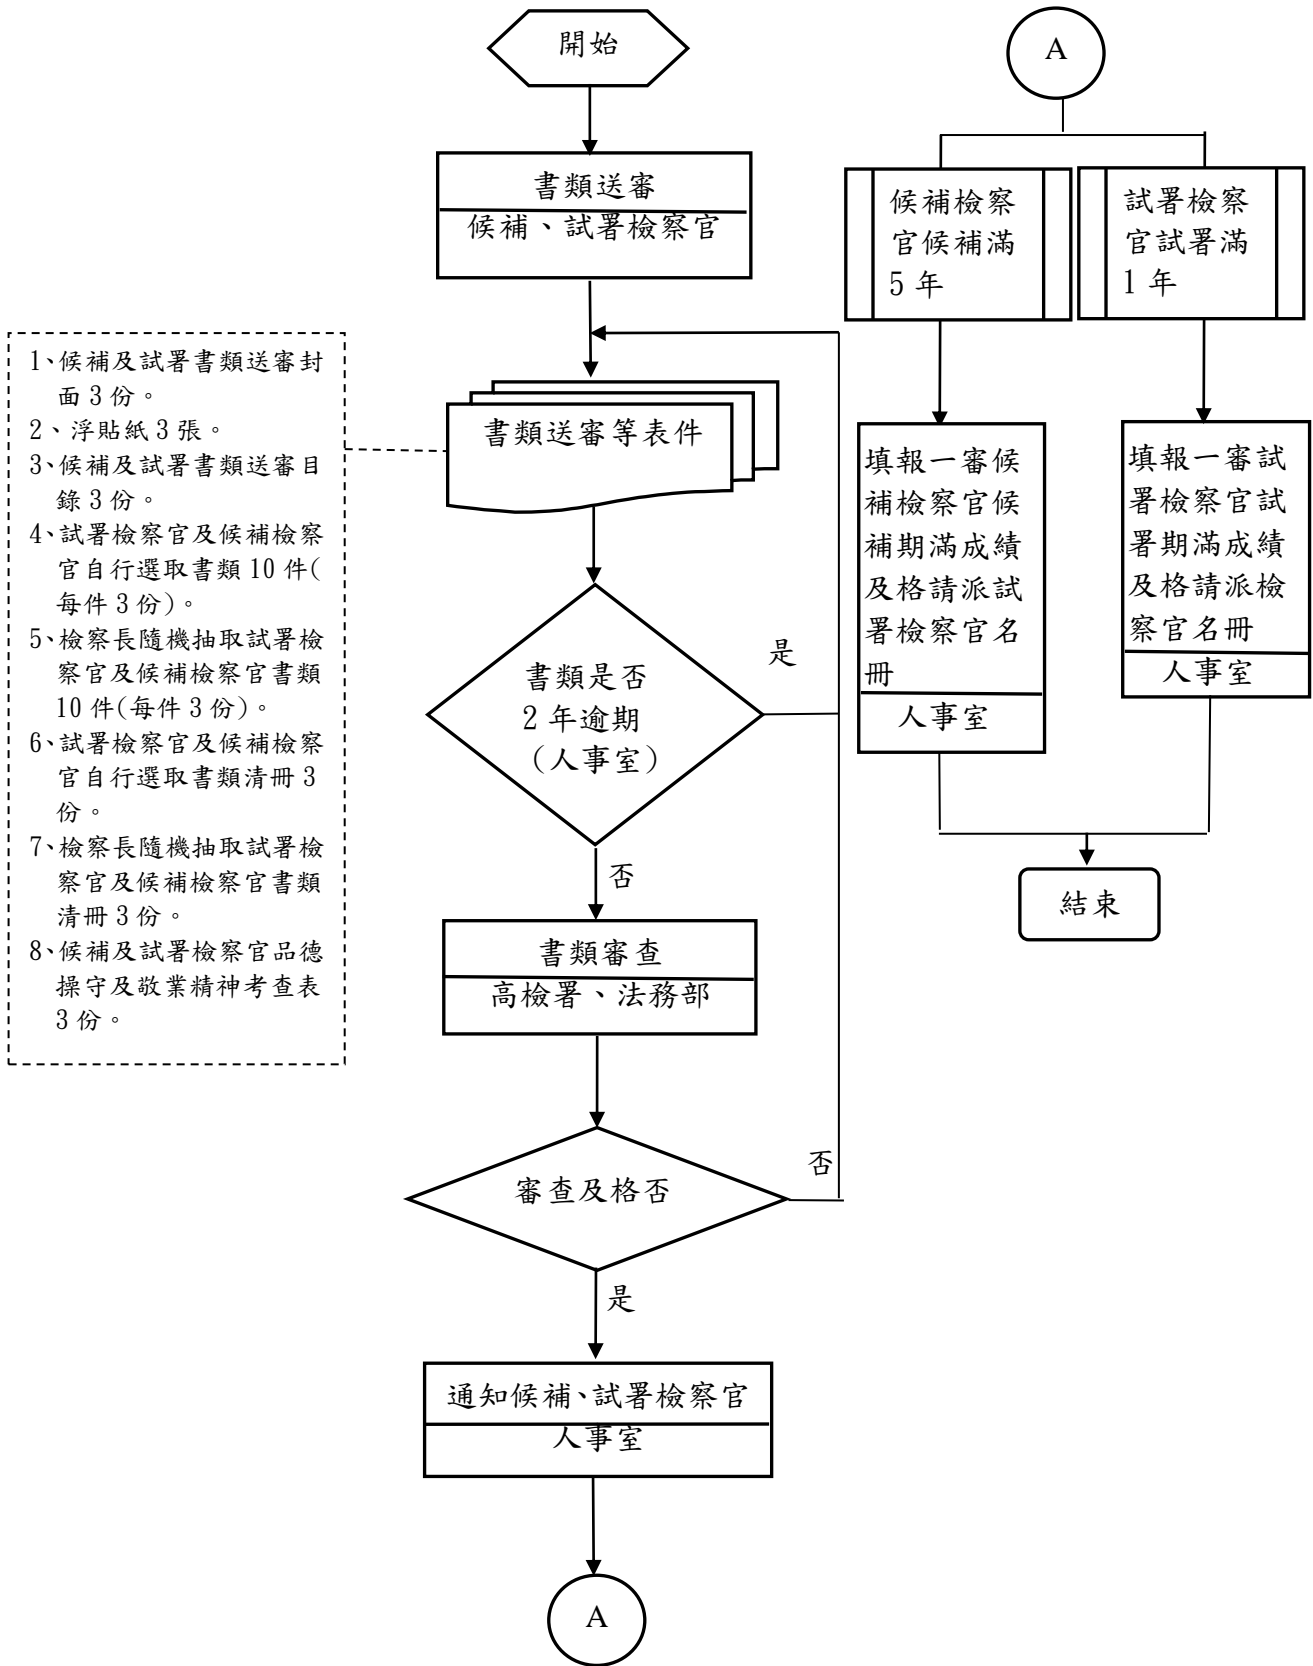 開始
書類送審
候補、試署檢察官
1、候補及試署書類送審封
面 3 份。
2、浮貼紙 3 張。
3、候補及試署書類送審目
錄 3 份。
4、試署檢察官及候補檢察
官自行選取書類 10 件(
每件 3 份)。
5、檢察長隨機抽取試署檢
察官及候補檢察官書類
10 件(每件 3 份)。
6、試署檢察官及候補檢察
官自行選取書類清冊 3
份。
7、檢察長隨機抽取試署檢
察官及候補檢察官書類
清冊 3 份。
8、候補及試署檢察官品德
操守及敬業精神考查表
3 份。
書類送審等表件
書類是否
2 年逾期
(人事室)
是
否
書類審查
高檢署、法務部
審查及格否
否
是
通知候補、試署檢察官
人事室
A
A
候補檢察
官候補滿
5 年
試署檢察
官試署滿
1 年
填報一審候
補檢察官候
補期滿成績
及格請派試
署檢察官名
冊
人事室
填報一審試
署檢察官試
署期滿成績
及格請派檢
察官名冊
人事室
結束